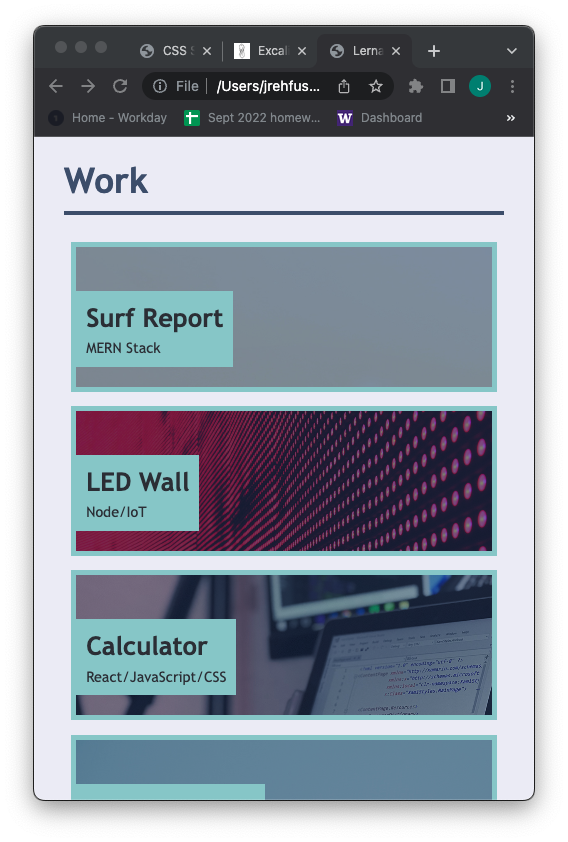 CSS S
Excali
Lerna
File
/Users/jrehfus...
J
Home - Workday
Sept 2022 homew...
W
Dashboard
»
Work
Surf Report
MERN Stack
LED Wall
Node/IoT
Calculator
React/JavaScript/CSS